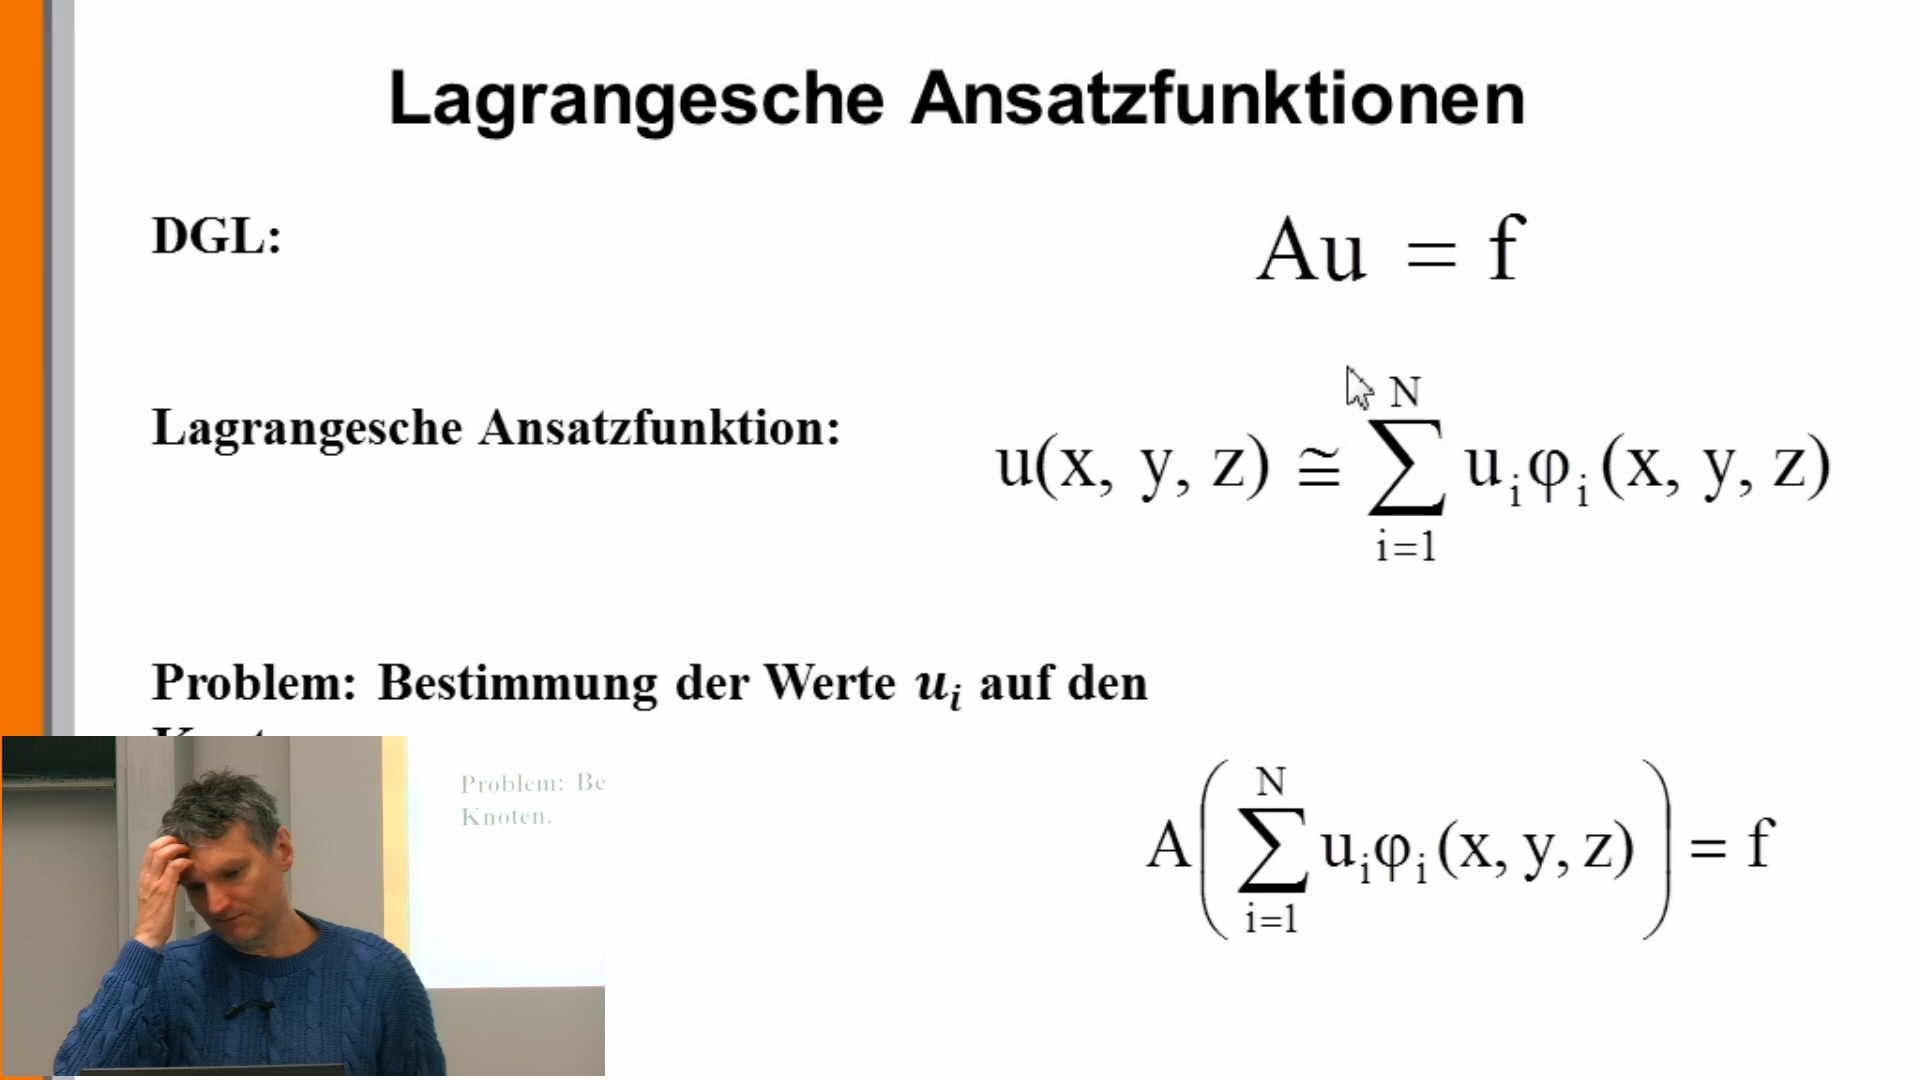 Lagrangesche Ansatzfunktionen
DGL:
Au = f
Lagrangesche Ansatzfunktion:
u(x, y, z) ≅ ∑_{i=1}^{N} u_i φ_i (x, y, z)
Problem: Bestimmung der Werte u_i auf den
A( ∑_{i=1}^{N} u_i φ_i (x, y, z) ) = f
Problem: Be
Knoten.